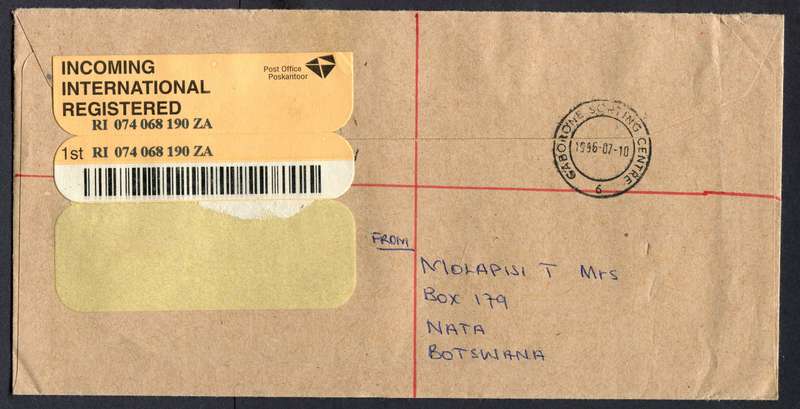 INCOMING
INTERNATIONAL
REGISTERED
Post Office
Poskantoor
RI 074 068 190 ZA
1st RI 074 068 190 ZA
GABORONE SORTING CENTRE
1996-07-10
6
FROM
MOLAPISI T Mrs
BOX 179
NATA
BOTSWANA